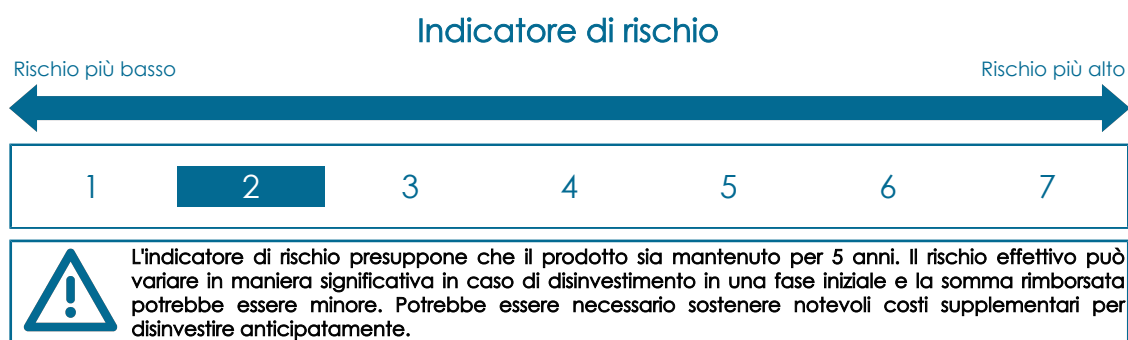 Indicatore di rischio
Rischio più basso Rischio più alto
1 2 3 4 5 6 7
L'indicatore di rischio presuppone che il prodotto sia mantenuto per 5 anni. Il rischio effettivo può
variare in maniera significativa in caso di disinvestimento in una fase iniziale e la somma rimborsata
potrebbe essere minore. Potrebbe essere necessario sostenere notevoli costi supplementari per
disinvestire anticipatamente.